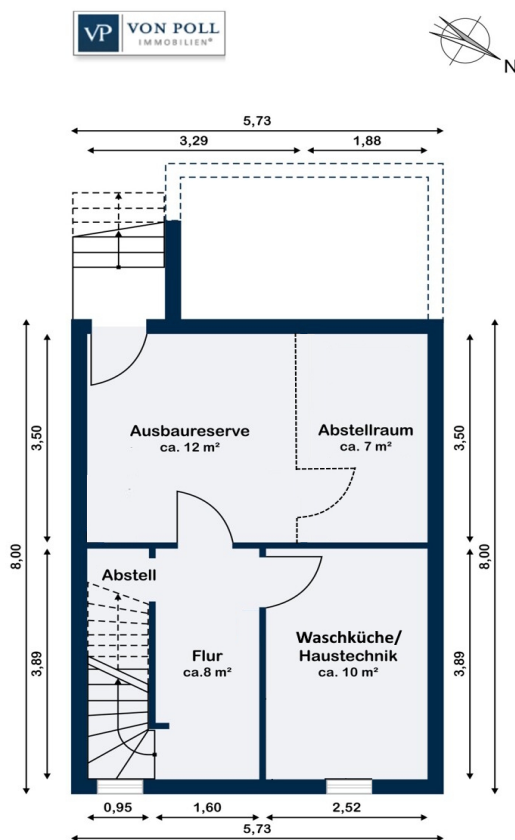 VP VON POLL
IMMOBILIEN®
N
5,73
3,29 1,88
Ausbaureserve
ca. 12 m²
Abstellraum
ca. 7 m²
3,50
3,50
8,00
8,00
Abstell
Flur
ca.8 m²
Waschküche/
Haustechnik
ca. 10 m²
3,89
3,89
0,95 1,60 2,52
5,73